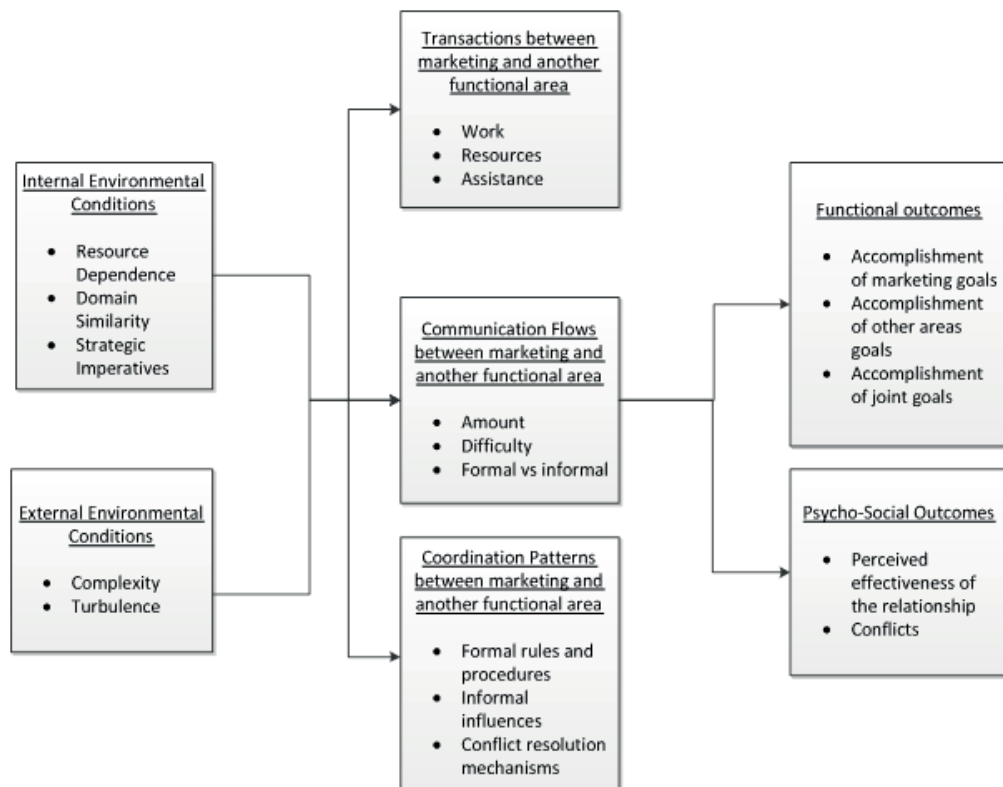 Transactions between
marketing and another
functional area
• Work
• Resources
• Assistance
Internal Environmental
Conditions
• Resource
Dependence
• Domain
Similarity
• Strategic
Imperatives
External Environmental
Conditions
• Complexity
• Turbulence
Communication Flows
between marketing and
another functional area
• Amount
• Difficulty
• Formal vs informal
Coordination Patterns
between marketing and
another functional area
• Formal rules and
procedures
• Informal
influences
• Conflict resolution
mechanisms
Functional outcomes
• Accomplishment
of marketing goals
• Accomplishment
of other areas
goals
• Accomplishment
of joint goals
Psycho-Social Outcomes
• Perceived
effectiveness of
the relationship
• Conflicts